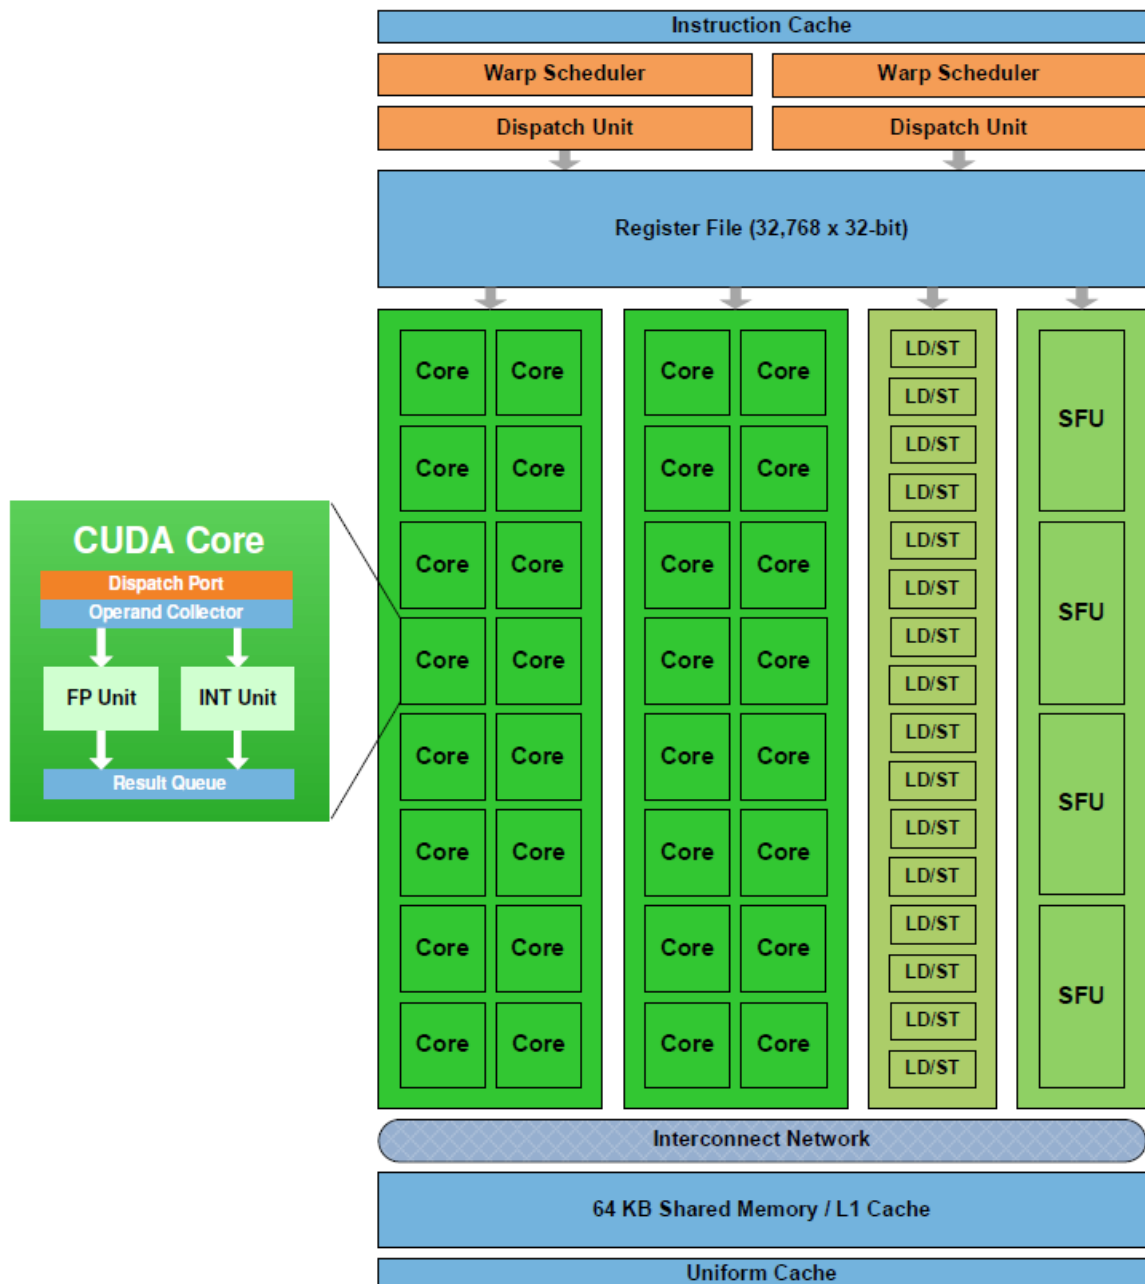 Instruction Cache
Warp Scheduler Warp Scheduler
Dispatch Unit Dispatch Unit
Register File (32,768 x 32-bit)
Core Core Core Core LD/ST
LD/ST
SFU
Core Core Core Core LD/ST
LD/ST
CUDA Core
Dispatch Port
Operand Collector
FP Unit INT Unit
Result Queue
Core Core Core Core LD/ST
LD/ST
SFU
Core Core Core Core LD/ST
LD/ST
Core Core Core Core LD/ST
LD/ST
SFU
Core Core Core Core LD/ST
LD/ST
Core Core Core Core LD/ST
LD/ST
SFU
Core Core Core Core LD/ST
LD/ST
Interconnect Network
64 KB Shared Memory / L1 Cache
Uniform Cache